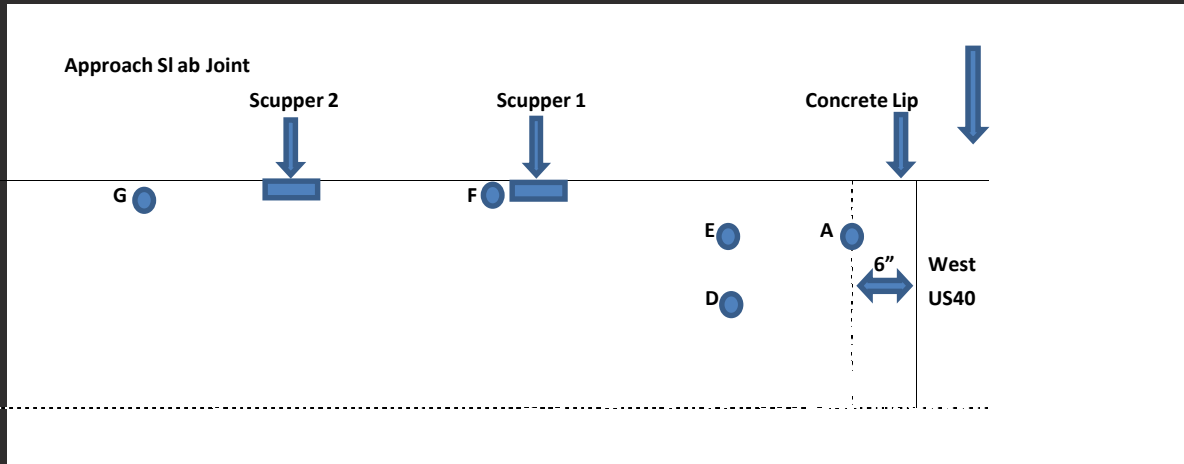 Approach Sl ab Joint
Scupper 2
Scupper 1
Concrete Lip
G
F
E
A
6”
West
D
US40